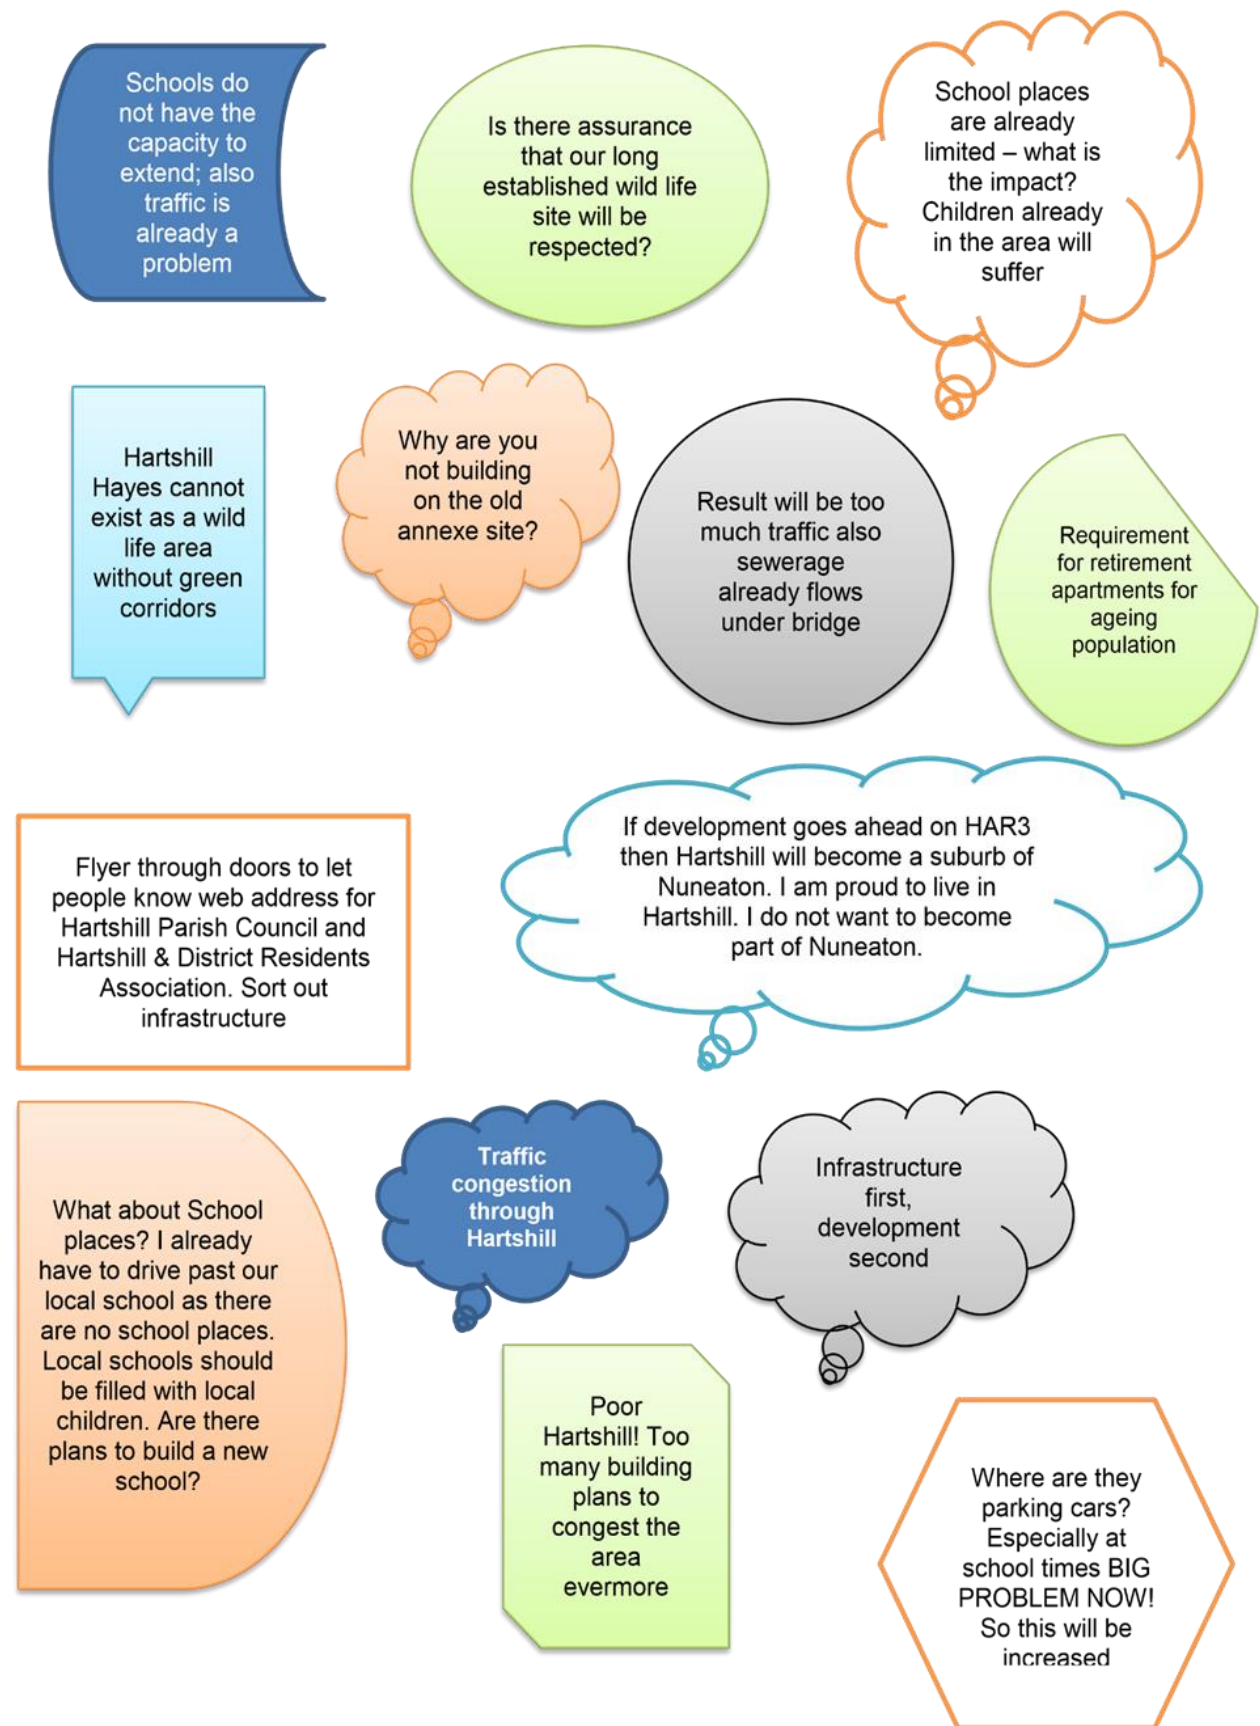 Schools do
not have the
capacity to
extend; also
traffic is
already a
problem
Is there assurance
that our long
established wild life
site will be
respected?
School places
are already
limited – what is
the impact?
Children already
in the area will
suffer
Hartshill
Hayes cannot
exist as a wild
life area
without green
corridors
Why are you
not building
on the old
annexe site?
Result will be too
much traffic also
sewerage
already flows
under bridge
Requirement
for retirement
apartments for
ageing
population
Flyer through doors to let
people know web address for
Hartshill Parish Council and
Hartshill & District Residents
Association. Sort out
infrastructure
If development goes ahead on HAR3
then Hartshill will become a suburb of
Nuneaton. I am proud to live in
Hartshill. I do not want to become
part of Nuneaton.
What about School
places? I already
have to drive past our
local school as there
are no school places.
Local schools should
be filled with local
children. Are there
plans to build a new
school?
Traffic
congestion
through
Hartshill
Infrastructure
first,
development
second
Poor
Hartshill! Too
many building
plans to
congest the
area
evermore
Where are they
parking cars?
Especially at
school times BIG
PROBLEM NOW!
So this will be
increased